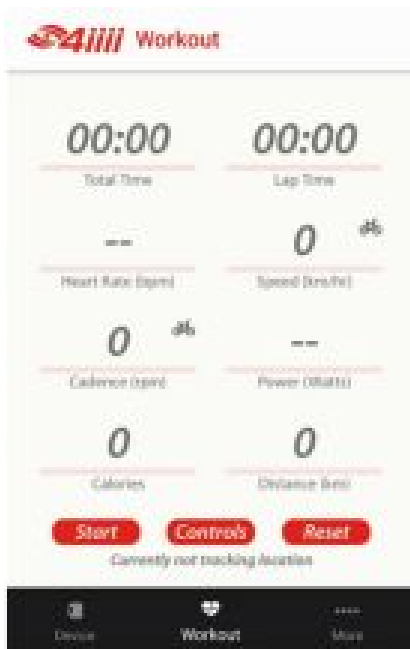 4iiii Workout
00:00 00:00
Total Time Lap Time
-- 0
Heart Rate (bpm) Speed (km/hr)
0 --
Cadence (rpm) Power (Watts)
0 0
Calories Distance (km)
Start Controls Reset
Currently not tracking location
Device Workout More